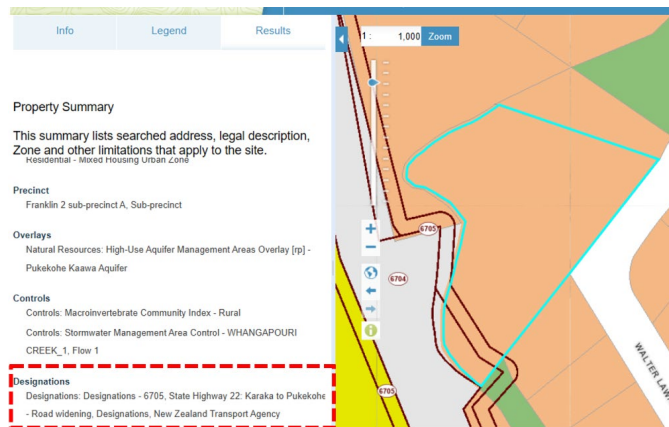 Info Legend Results
1 : 1,000 Zoom
Property Summary
This summary lists searched address, legal description,
Zone and other limitations that apply to the site.
Residential - Mixed Housing Urban Zone
Precinct
Franklin 2 sub-precinct A, Sub-precinct
Overlays
Natural Resources: High-Use Aquifer Management Areas Overlay [rp] -
Pukekohe Kaawa Aquifer
Controls
Controls: Macroinvertebrate Community Index - Rural
Controls: Stormwater Management Area Control - WHANGAPOURI
CREEK_1, Flow 1
Designations
Designations: Designations - 6705, State Highway 22: Karaka to Pukekohe
- Road widening, Designations, New Zealand Transport Agency
6705
6704
6705
WALTER LAW